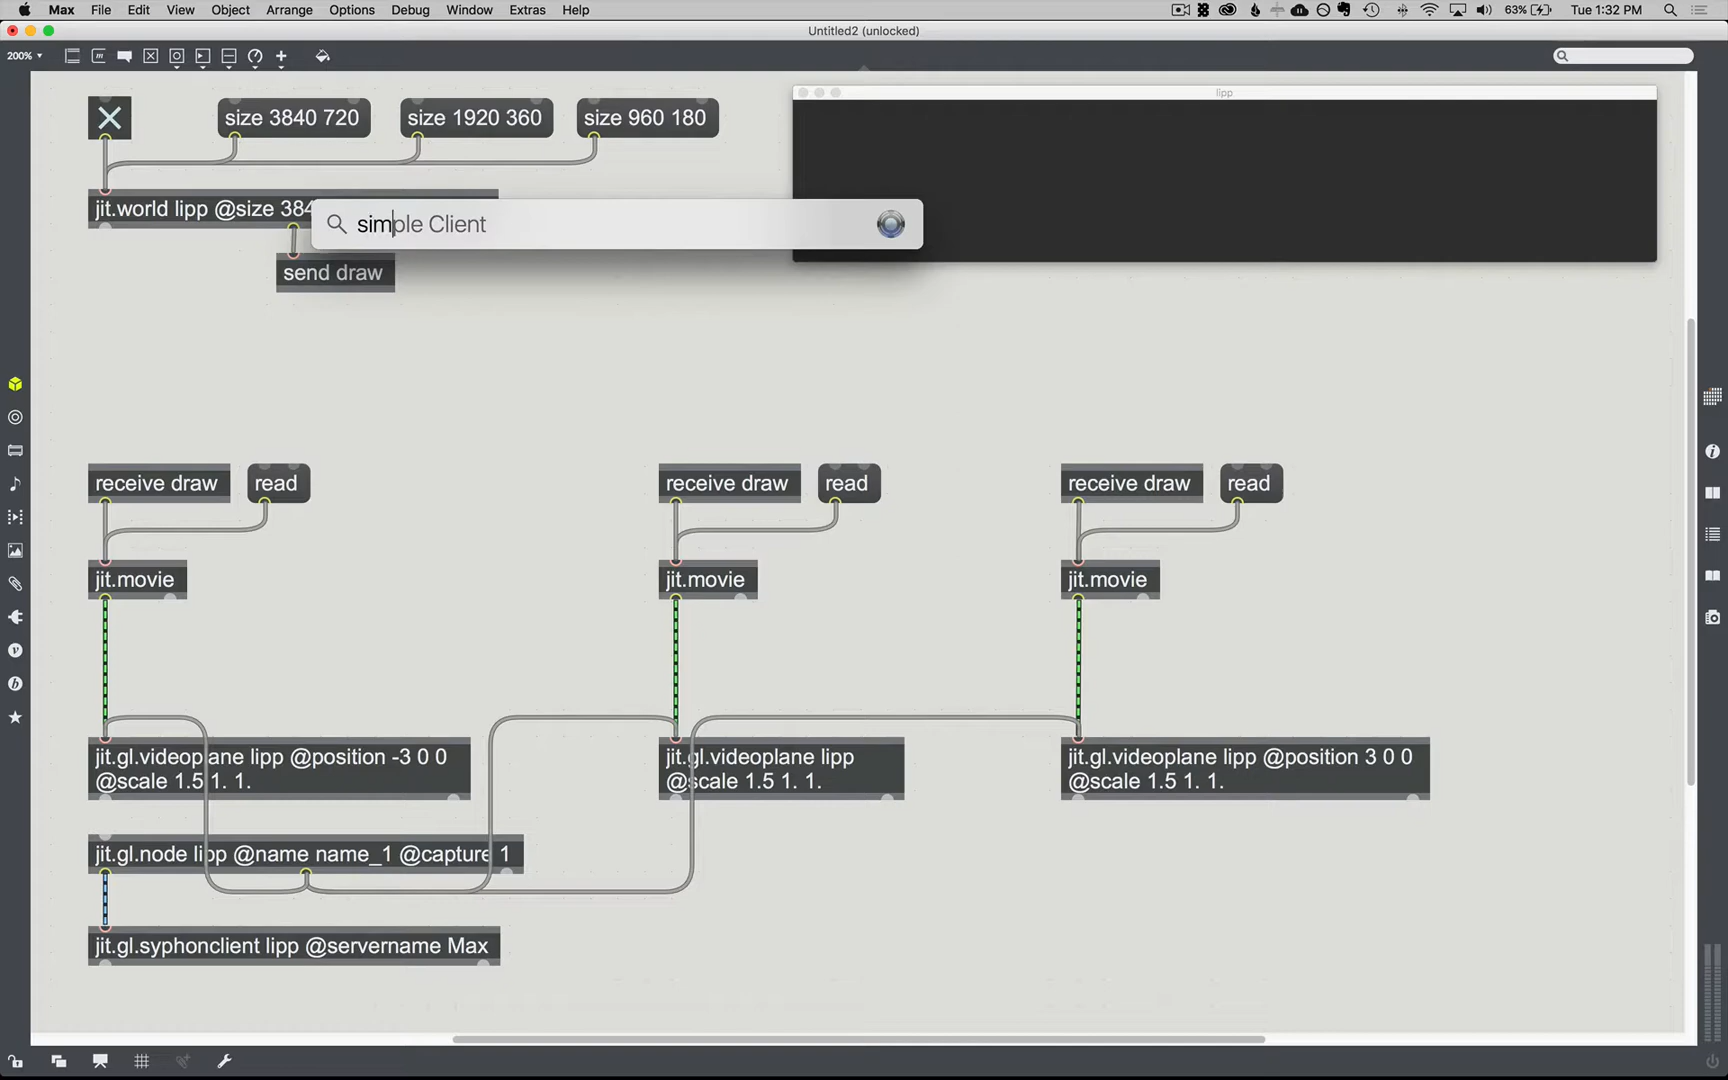 Max File Edit View Object Arrange Options Debug Window Extras Help
63% Tue 1:32 PM
Untitled2 (unlocked)
200%
size 3840 720
size 1920 360
size 960 180
lipp
jit.world lipp @size 384
simple Client
send draw
receive draw
read
receive draw
read
receive draw
read
jit.movie
jit.movie
jit.movie
jit.gl.videoplane lipp @position -3 0 0
@scale 1.5 1. 1.
jit.gl.videoplane lipp
@scale 1.5 1. 1.
jit.gl.videoplane lipp @position 3 0 0
@scale 1.5 1. 1.
jit.gl.node lipp @name name_1 @capture 1
jit.gl.syphonclient lipp @servername Max